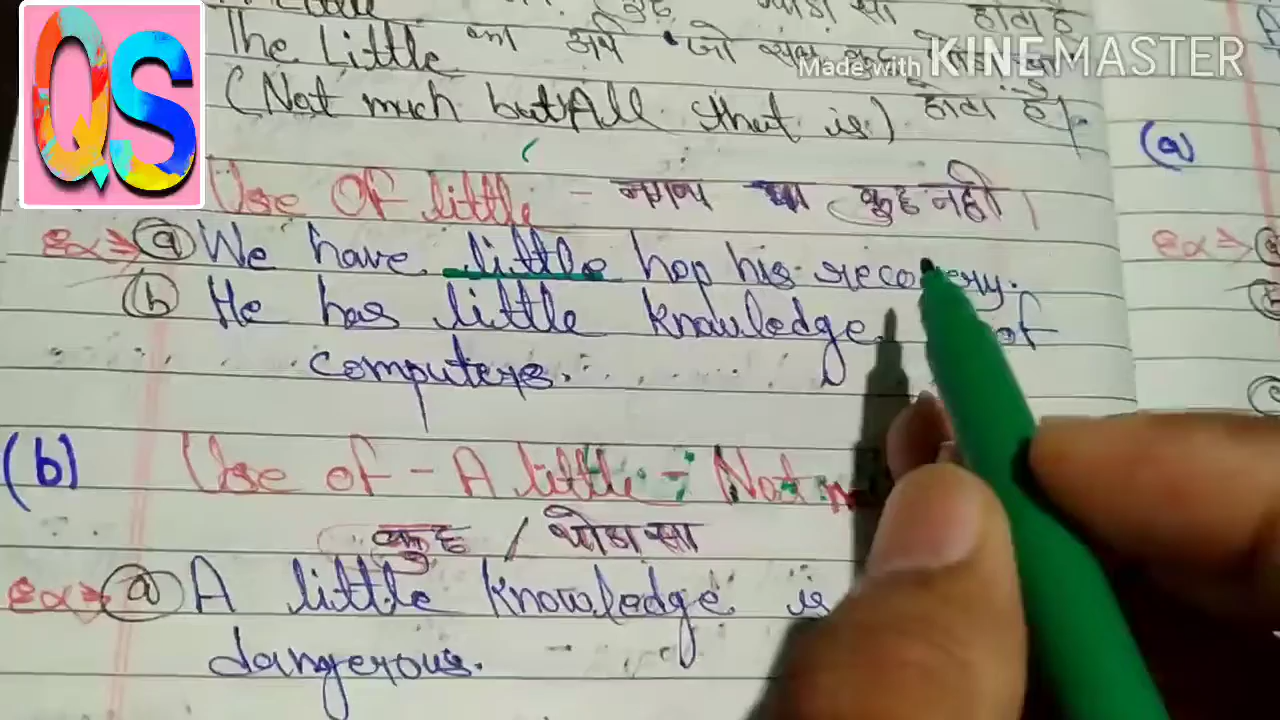 QS
Made with KINEMASTER
The Little का अर्थ जो
(Not much but All that is) होता है।
(a)
Use Of little - नगण्य या कुछ नहीं।
Ex⇒ (a) We have little hop his recovery.
(b) He has little knowledge of
computers.
(b) Use of - A little - Not
कुछ / थोडा सा
Ex⇒ (a) A little knowledge is
dangerous.